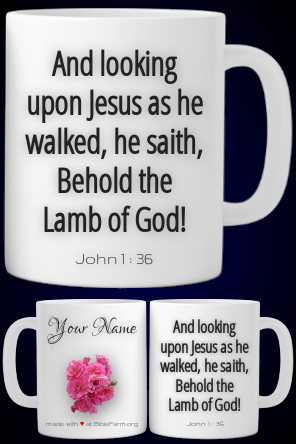 And looking
upon Jesus as he
walked, he saith,
Behold the
Lamb of God!
John 1 : 36
Your Name
made with ♥ at BibleFarm.org
And looking
upon Jesus as he
walked, he saith,
Behold the
Lamb of God!
John 1 : 36